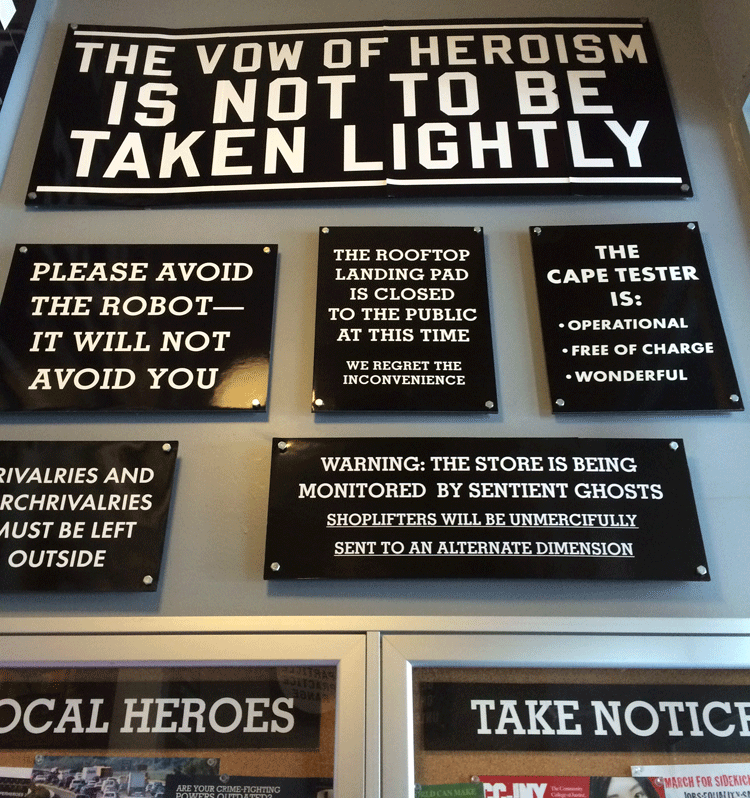 THE VOW OF HEROISM
IS NOT TO BE
TAKEN LIGHTLY
PLEASE AVOID
THE ROBOT—
IT WILL NOT
AVOID YOU
THE ROOFTOP
LANDING PAD
IS CLOSED
TO THE PUBLIC
AT THIS TIME
WE REGRET THE
INCONVENIENCE
THE
CAPE TESTER
IS:
• OPERATIONAL
• FREE OF CHARGE
• WONDERFUL
RIVALRIES AND
RCHRIVALRIES
MUST BE LEFT
OUTSIDE
WARNING: THE STORE IS BEING
MONITORED BY SENTIENT GHOSTS
SHOPLIFTERS WILL BE UNMERCIFULLY
SENT TO AN ALTERNATE DIMENSION
OCAL HEROES
TAKE NOTICE
ARE YOUR CRIME-FIGHTING
POWERS OUTDATED?
LD CAN MAKE
MARCH FOR SIDEKIC